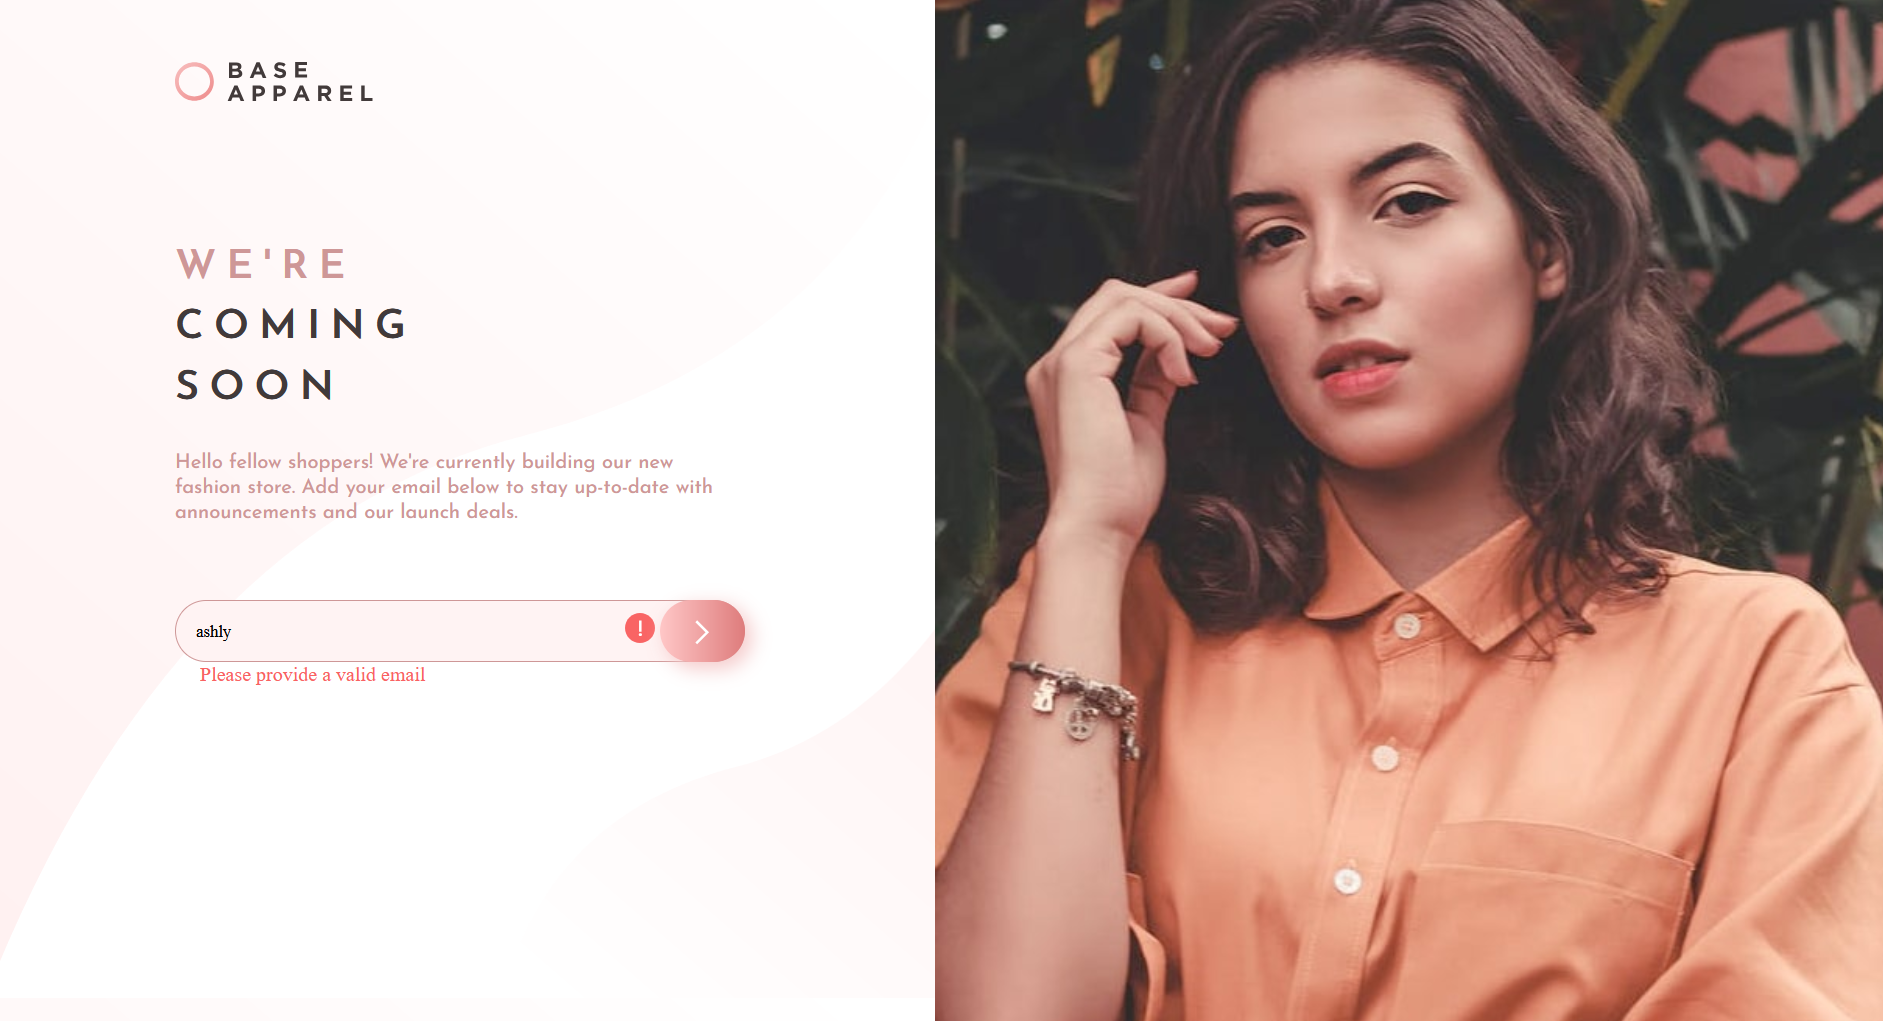 BASE
APPAREL
WE'RE
COMING
SOON
Hello fellow shoppers! We're currently building our new
fashion store. Add your email below to stay up-to-date with
announcements and our launch deals.
ashly
!
Please provide a valid email